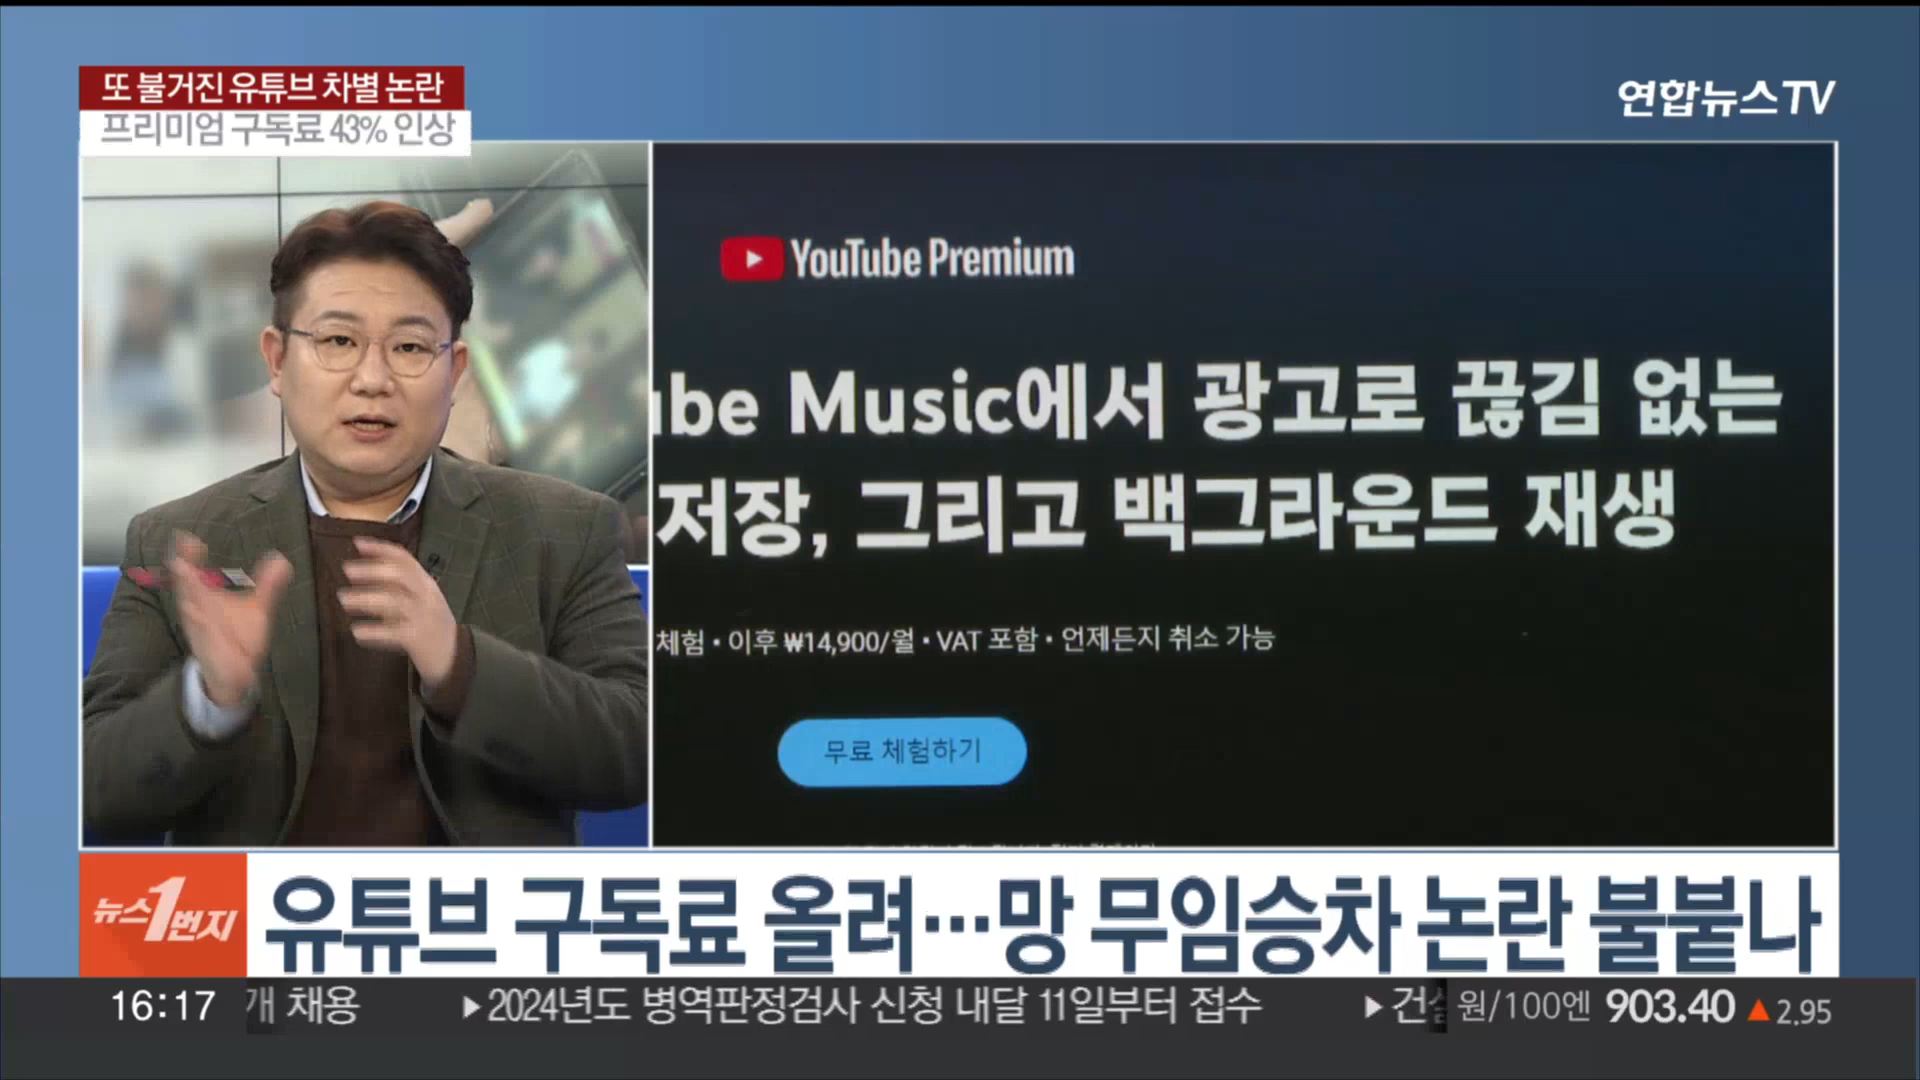 또 불거진 유튜브 차별 논란
프리미엄 구독료 43% 인상
연합뉴스TV
YouTube Premium
be Music에서 광고로 끊김 없는
저장, 그리고 백그라운드 재생
체험 • 이후 ₩14,900/월 • VAT 포함 • 언제든지 취소 가능
무료 체험하기
뉴스1번지
유튜브 구독료 올려…망 무임승차 논란 불붙나
16:17 개 채용 ▶2024년도 병역판정검사 신청 내달 11일부터 접수 ▶건설 원/100엔 903.40 ▲2.95